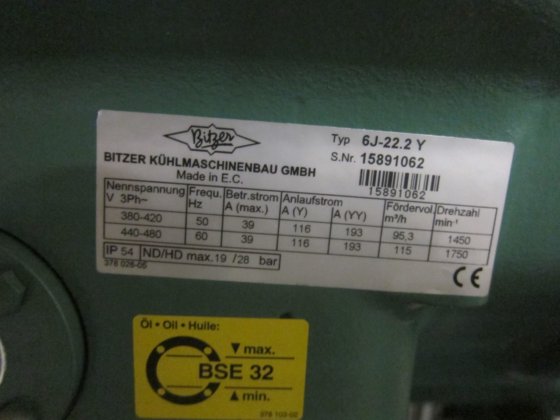 Bitzer
Typ 6J-22.2 Y
S.Nr. 15891062
BITZER KÜHLMASCHINENBAU GMBH
Made in E.C.
15891062
Nennspannung V 3Ph~ Frequ. Hz Betr.strom A (max.) Anlaufstrom A (Y) A (YY) Fördervol. m³/h Drehzahl min⁻¹
380-420 50 39 116 193 95,3 1450
440-480 60 39 116 193 115 1750
IP 54 ND/HD max.19 /28 bar
378 026-05
CE
Öl • Oil • Huile:
▼ max.
BSE 32
▲ min.
378 103-02